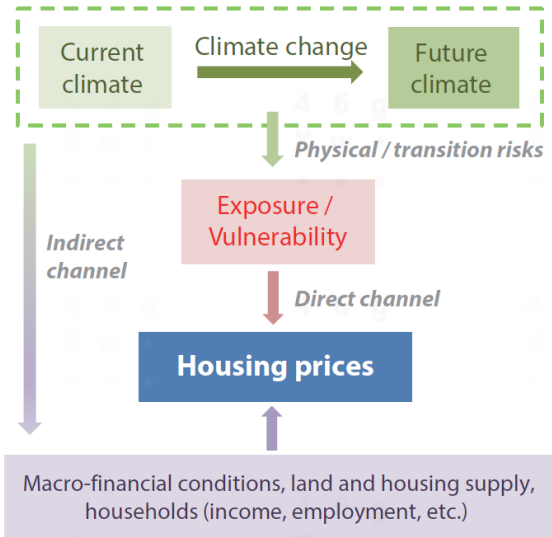 Current
climate
Climate change
Future
climate
Physical / transition risks
Exposure /
Vulnerability
Indirect
channel
Direct channel
Housing prices
Macro-financial conditions, land and housing supply,
households (income, employment, etc.)